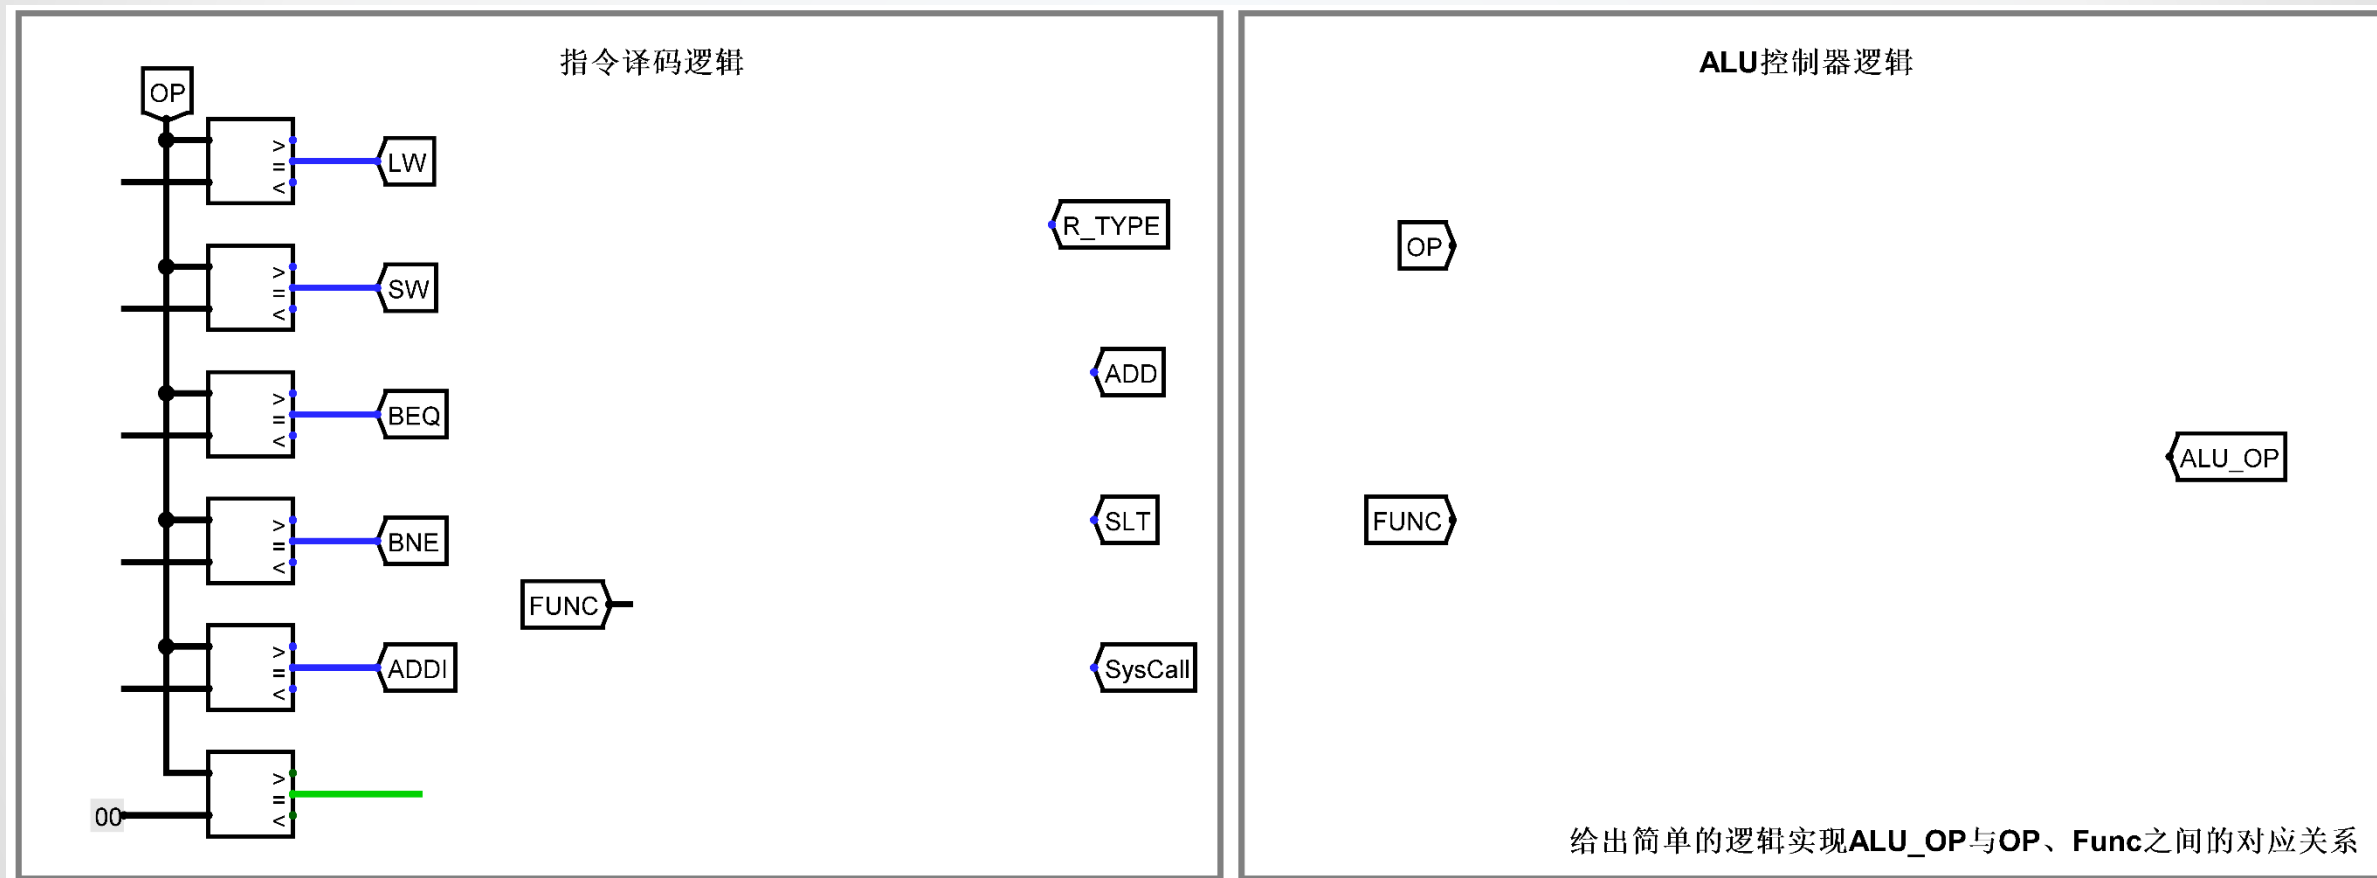 指令译码逻辑
OP
>
=
<
LW
>
=
<
SW
>
=
<
BEQ
>
=
<
BNE
>
=
<
ADDI
00
>
=
<
FUNC
R_TYPE
ADD
SLT
SysCall
ALU控制器逻辑
OP
FUNC
ALU_OP
给出简单的逻辑实现ALU_OP与OP、Func之间的对应关系